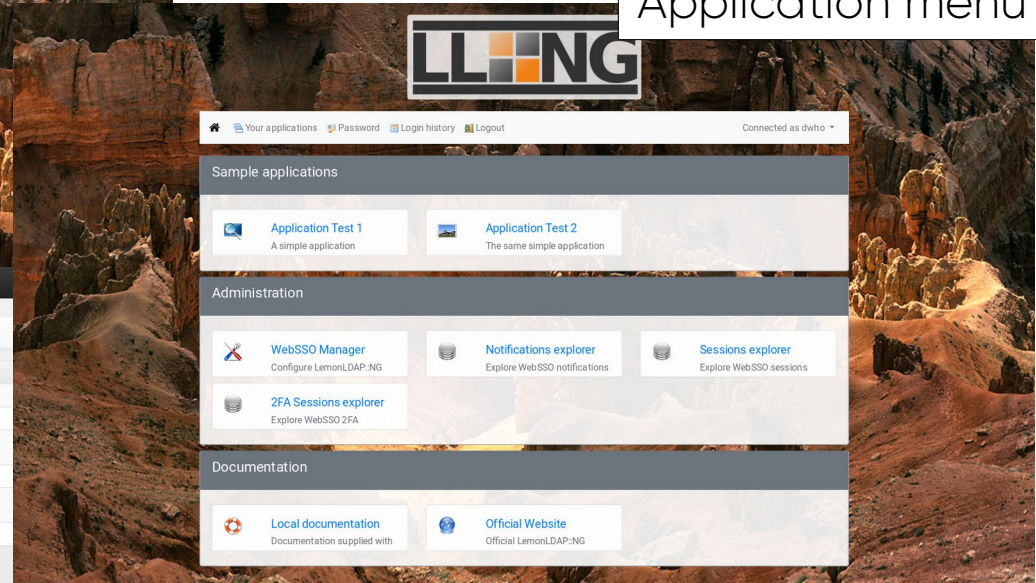 Application menu
LL::NG
Your applications Password Login history Logout Connected as dwho
Sample applications
Application Test 1
A simple application
Application Test 2
The same simple application
Administration
WebSSO Manager
Configure LemonLDAP::NG
Notifications explorer
Explore WebSSO notifications
Sessions explorer
Explore WebSSO sessions
2FA Sessions explorer
Explore WebSSO 2FA
Documentation
Local documentation
Documentation supplied with
Official Website
Official LemonLDAP::NG